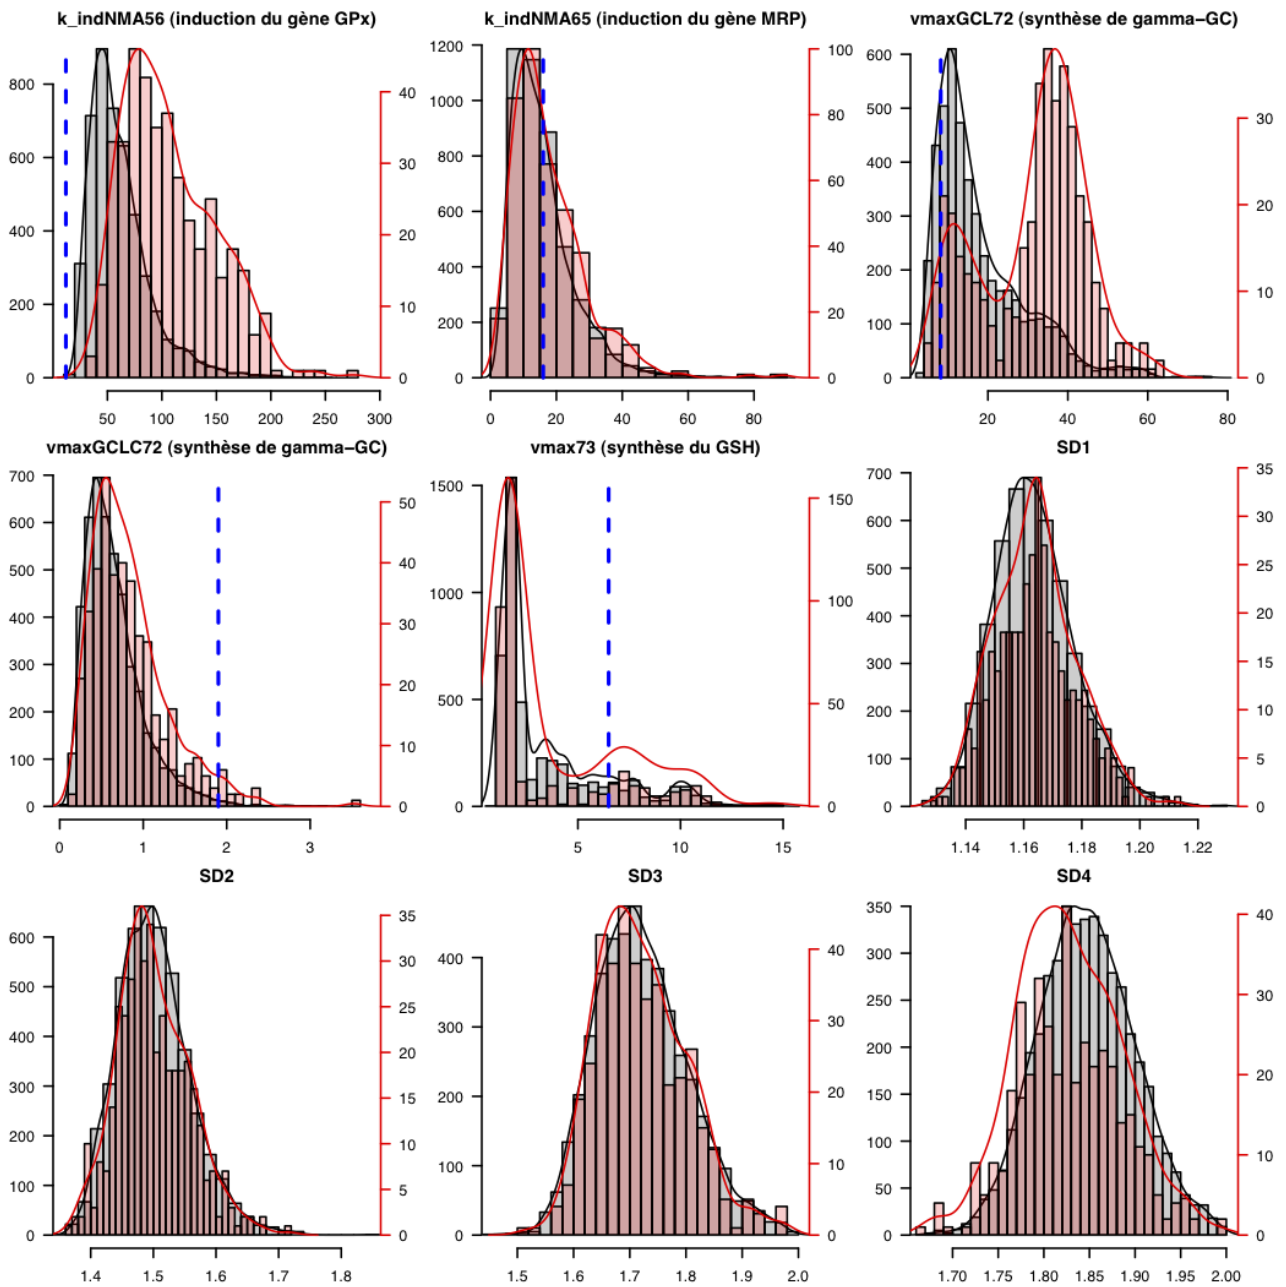 k_indNMA56 (induction du gène GPx)
k_indNMA65 (induction du gène MRP)
vmaxGCL72 (synthèse de gamma−GC)
0 200 400 600 800
0 10 20 30 40
50 100 150 200 250 300
0 200 400 600 800 1000 1200
0 20 40 60 80 100
0 20 40 60 80
0 100 200 300 400 500 600
0 10 20 30
20 40 60 80
vmaxGCLC72 (synthèse de gamma−GC)
vmax73 (synthèse du GSH)
SD1
0 100 200 300 400 500 600 700
0 10 20 30 40 50
0 1 2 3
0 500 1000 1500
0 50 100 150
5 10 15
0 100 200 300 400 500 600 700
0 5 10 15 20 25 30 35
1.14 1.16 1.18 1.20 1.22
SD2
SD3
SD4
0 100 200 300 400 500 600
0 5 10 15 20 25 30 35
1.4 1.5 1.6 1.7 1.8
0 100 200 300 400
0 10 20 30 40
1.5 1.6 1.7 1.8 1.9 2.0
0 50 100 150 200 250 300 350
0 10 20 30 40
1.70 1.75 1.80 1.85 1.90 1.95 2.00